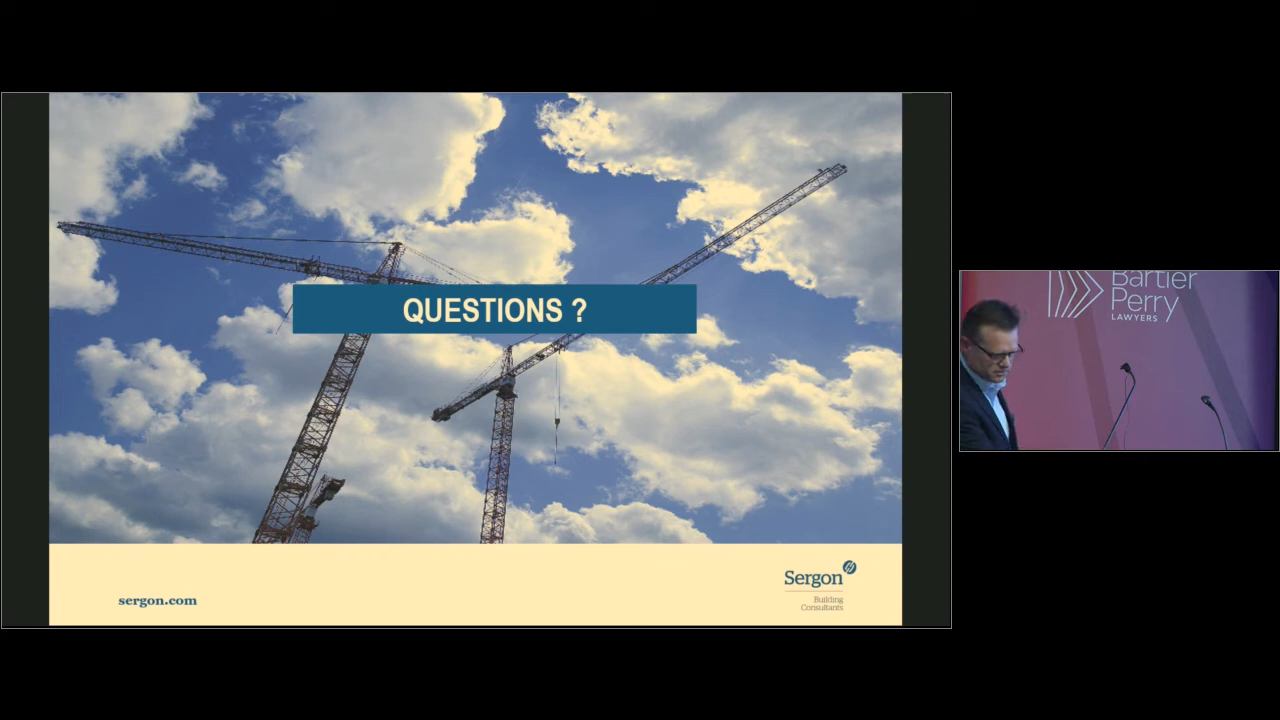 QUESTIONS ?
sergon.com
Sergon
Building
Consultants
Bartier
Perry
LAWYERS